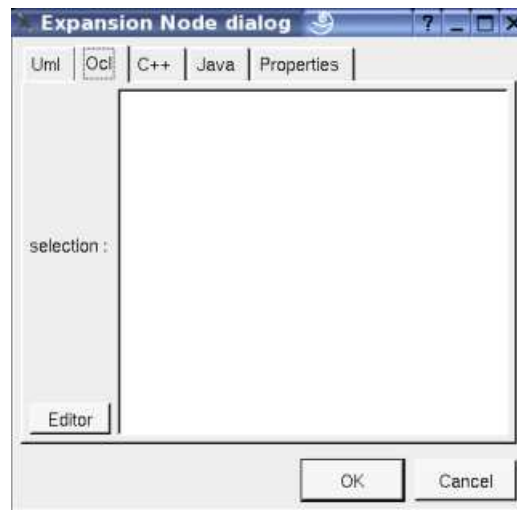 Expansion Node dialog ? _
Uml Ocl C++ Java Properties
selection :
Editor
OK Cancel